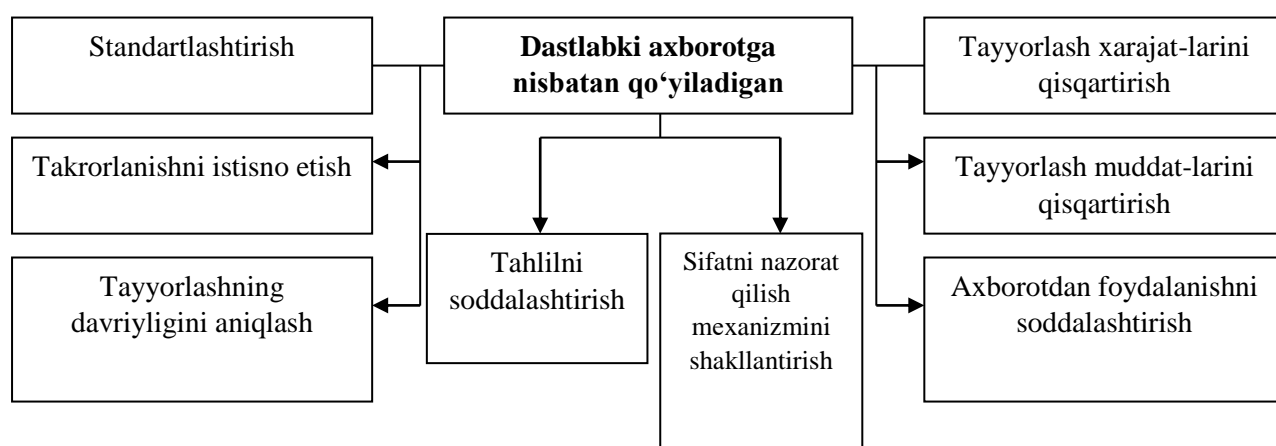 Standartlashtirish
Dastlabki axborotga
nisbatan qo‘yiladigan
Tayyorlash xarajat-larini
qisqartirish
Takrorlanishni istisno etish
Tayyorlash muddat-larini
qisqartirish
Tayyorlashning
davriyligini aniqlash
Tahlilni
soddalashtirish
Sifatni nazorat
qilish
mexanizmini
shakllantirish
Axborotdan foydalanishni
soddalashtirish